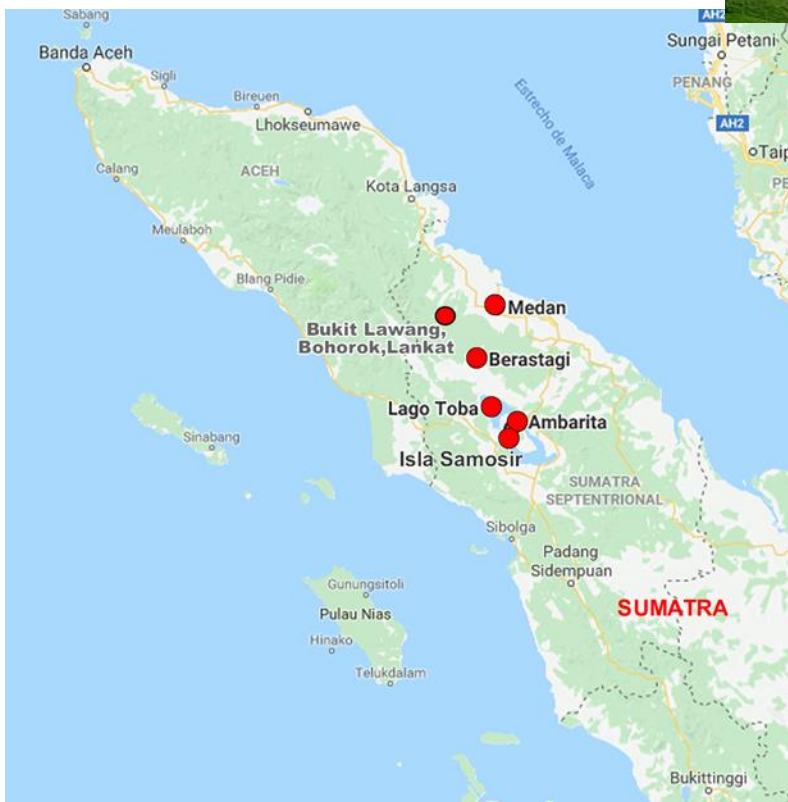 Sabang
AH2
Banda Aceh
Sungai Petani
Sigli
PENANG
Bireuen
Estrecho de Malaca
Lhokseumawe
AH2
Taip
ACEH
Calang
Kota Langsa
PE
Meulaboh
Blang Pidie
Medan
Bukit Lawang,
Bohorok,Lankat
Berastagi
Lago Toba
Ambarita
Sinabang
Isla Samosir
SUMATRA
SEPTENTRIONAL
Sibolga
Padang
Sidempuan
Gunungsitoli
SUMATRA
Pulau Nias
Hinako
Telukdalam
Bukittinggi